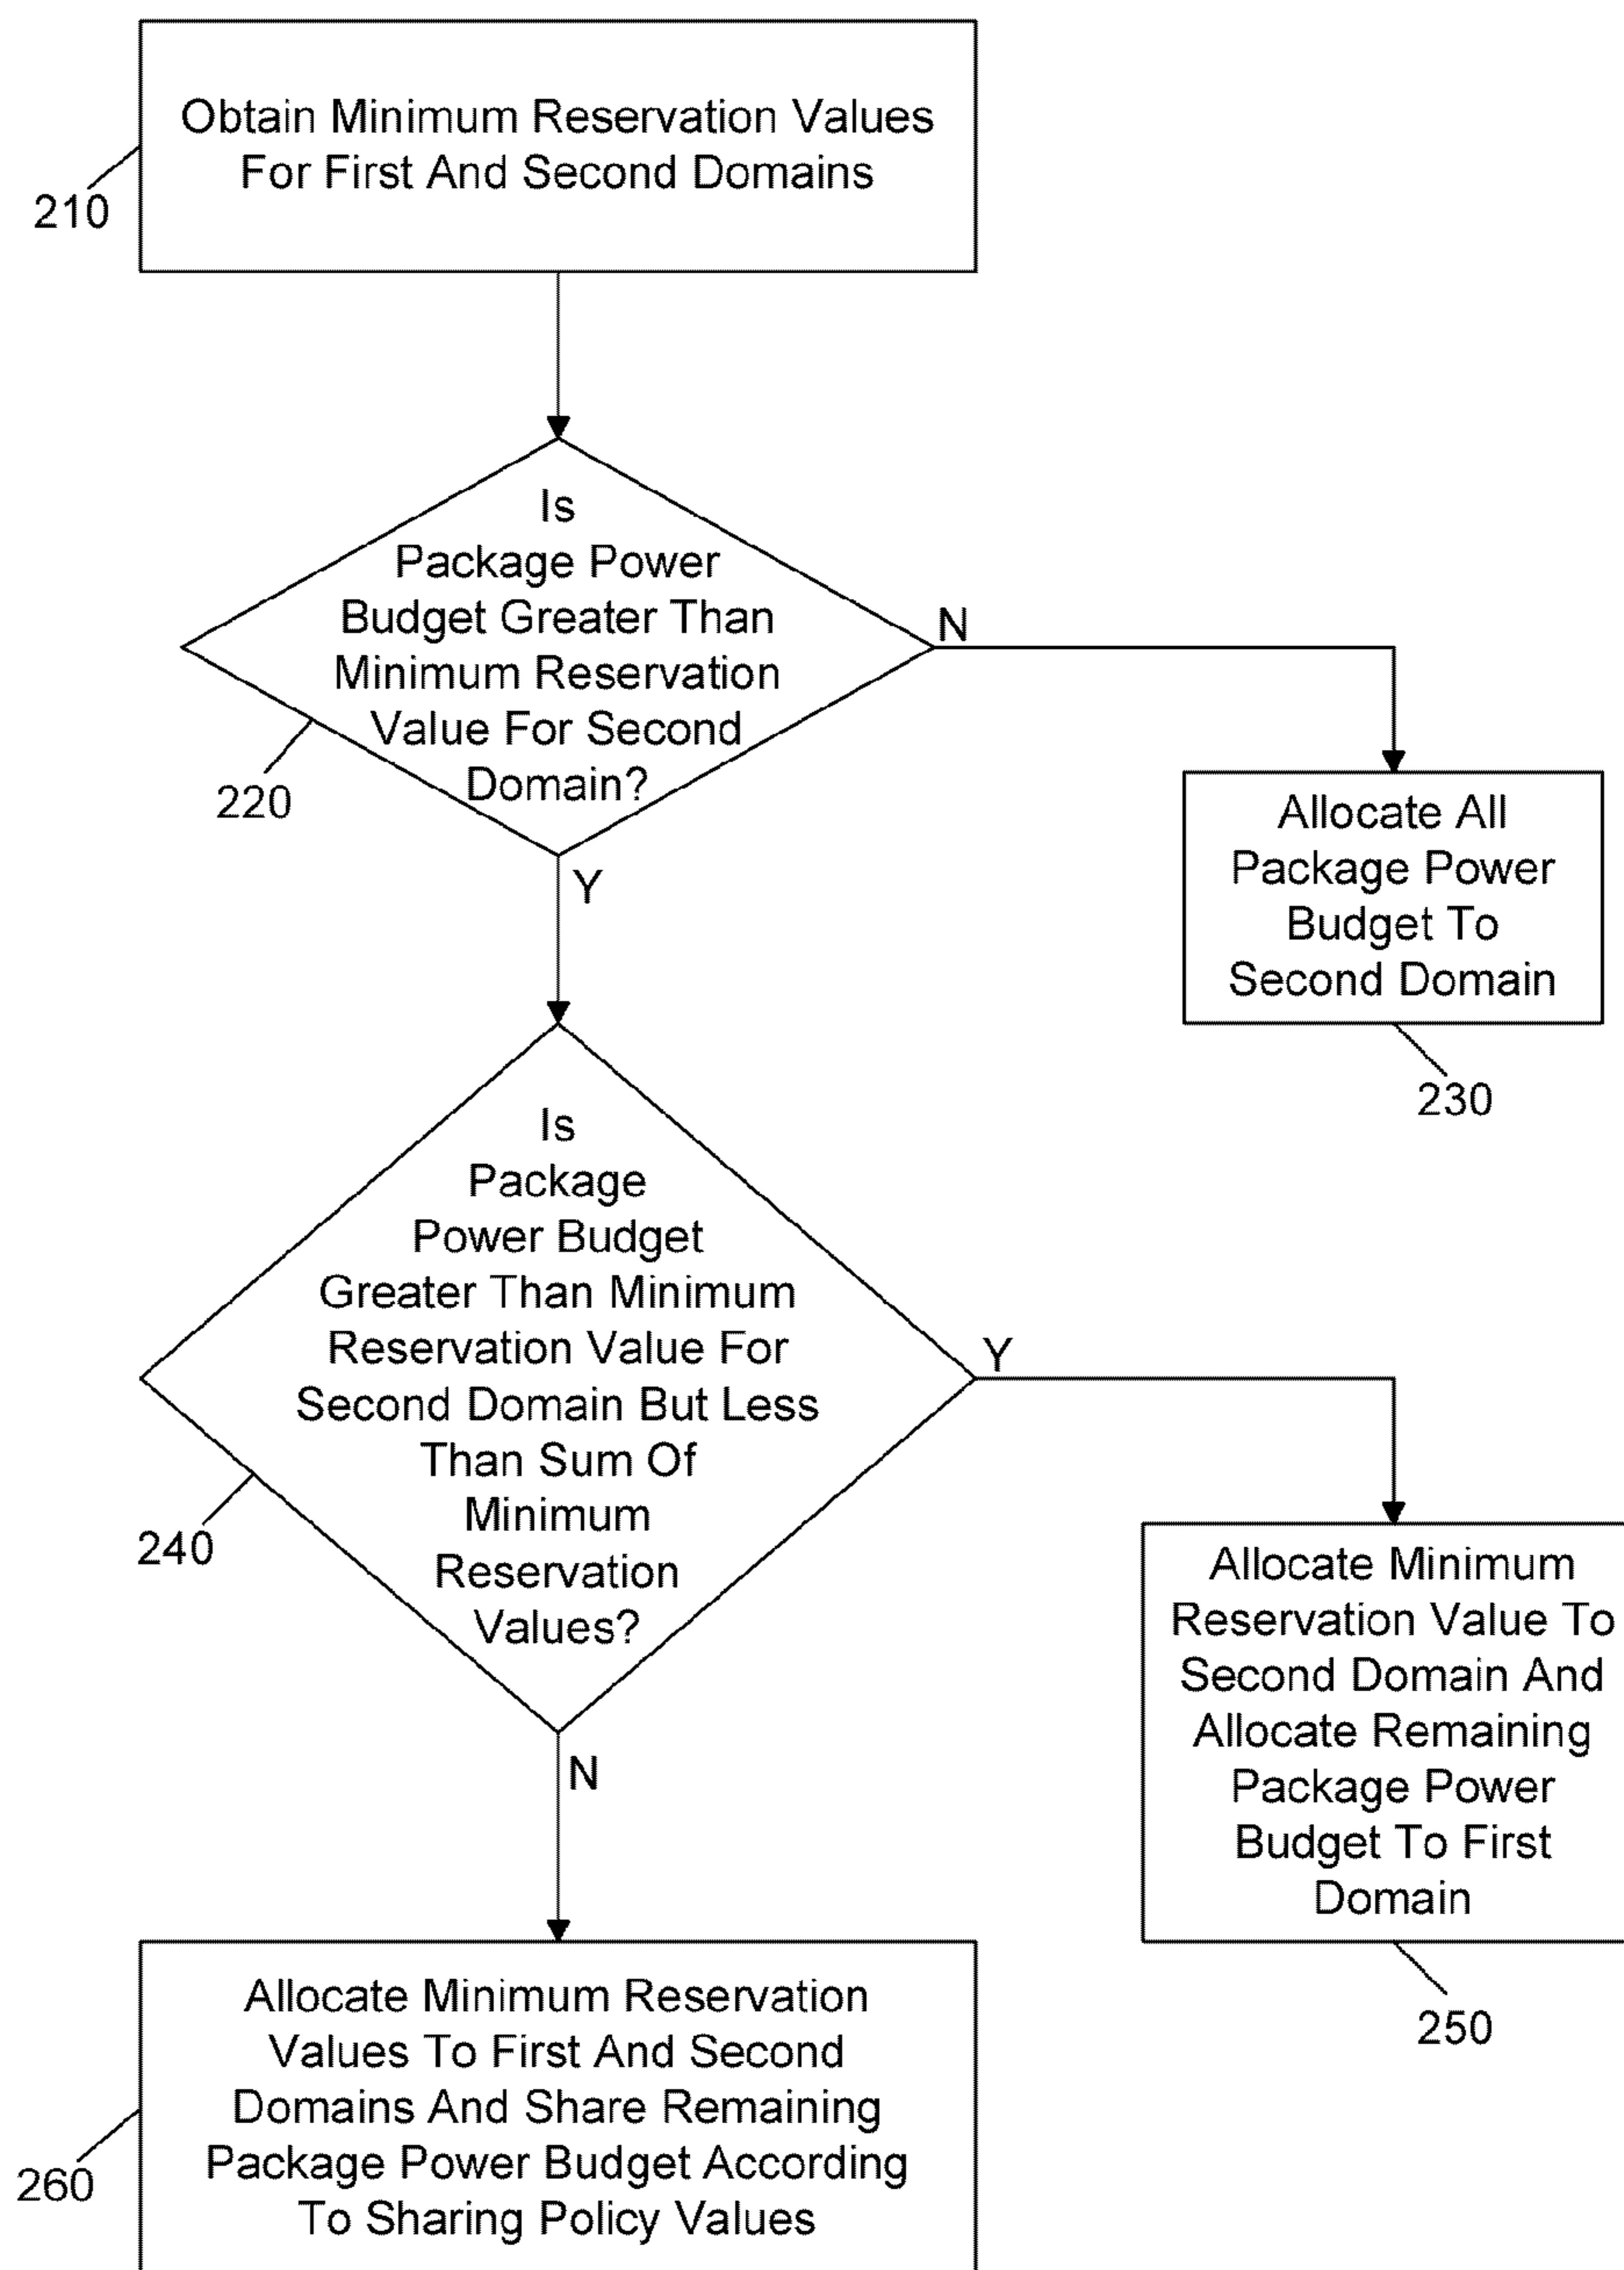 Obtain Minimum Reservation Values
For First And Second Domains
210
Is
Package Power
Budget Greater Than
Minimum Reservation
Value For Second
Domain?
N
220
Y
Allocate All
Package Power
Budget To
Second Domain
230
Is
Package
Power Budget
Greater Than Minimum
Reservation Value For
Second Domain But Less
Than Sum Of
Minimum
Reservation
Values?
Y
240
N
Allocate Minimum
Reservation Value To
Second Domain And
Allocate Remaining
Package Power
Budget To First
Domain
250
Allocate Minimum Reservation
Values To First And Second
Domains And Share Remaining
Package Power Budget According
To Sharing Policy Values
260